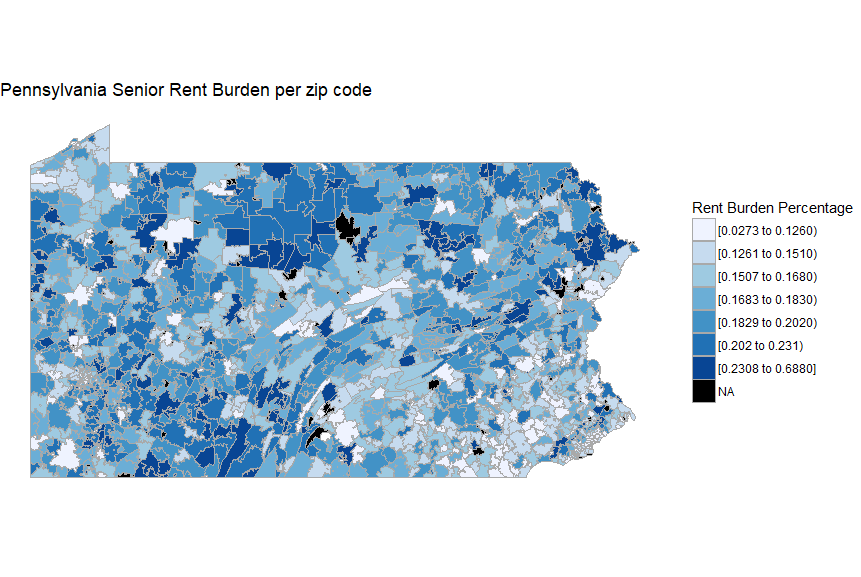 Pennsylvania Senior Rent Burden per zip code
Rent Burden Percentage
[0.0273 to 0.1260)
[0.1261 to 0.1510)
[0.1507 to 0.1680)
[0.1683 to 0.1830)
[0.1829 to 0.2020)
[0.202 to 0.231)
[0.2308 to 0.6880]
NA